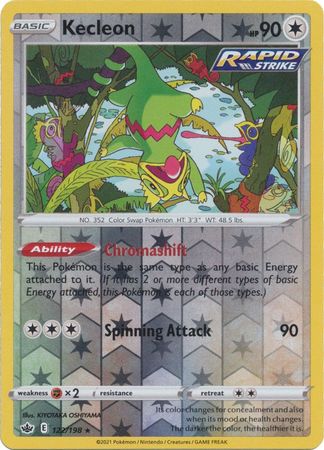 BASIC
Kecleon
HP 90
RAPID STRIKE
NO. 352 Color Swap Pokémon HT: 3'3" WT: 48.5 lbs.
Ability Chromashift
This Pokémon is the same type as any basic Energy
attached to it. (If it has 2 or more different types of basic
Energy attached, this Pokémon is each of those types.)
Spinning Attack 90
weakness ×2 resistance retreat
Illus. KIYOTAKA OSHIYAMA
E 122/198 ★
Its color changes for concealment and also
when its mood or health changes.
The darker the color, the healthier it is.
©2021 Pokémon / Nintendo / Creatures / GAME FREAK